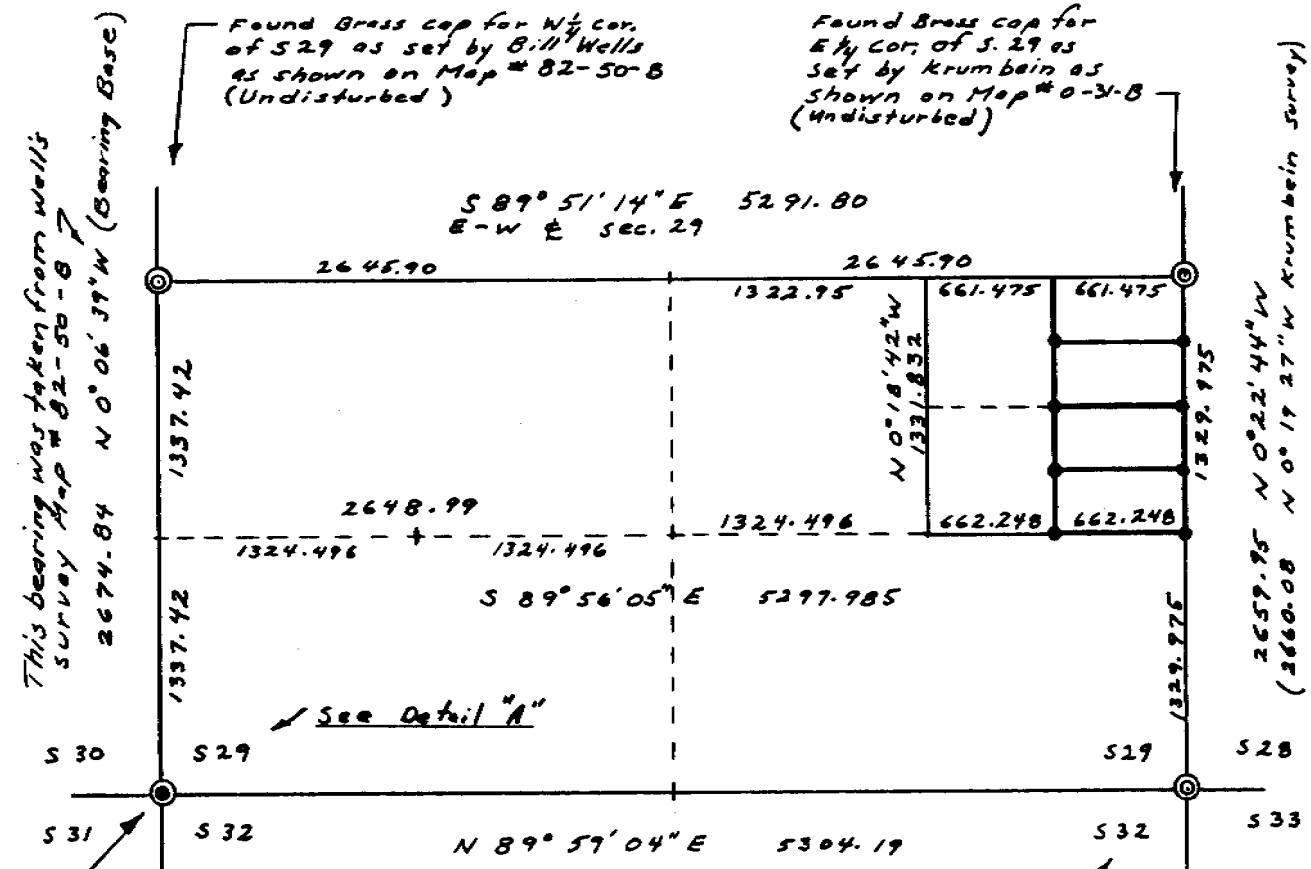 Found Brass cap for W¼ cor.
of S29 as set by Bill Wells
as shown on Map # 82-50-B
(Undisturbed)
Found Brass cap for
E¼ cor. of S. 29 as
set by Krumbein as
shown on Map # 0-31-B
(undisturbed)
This bearing was taken from wells
survey Map # 82-50-8
2674.84 N 0° 06' 39" W (Bearing Base)
S 89° 51' 14" E 5291.80
E-W ℄ sec. 29
2645.90
2645.90
1322.95
661.475
661.475
N 0° 18' 42" W
1331.832
1337.42
1329.975
2659.95 N 0° 22' 44" W
(2660.08 N 0° 19' 27" W Krumbein survey)
2648.99
1324.496
1324.496
1324.496
662.248
662.248
S 89° 56' 05" E 5297.985
1337.42
1329.975
See Detail "A"
S 30
S 29
S 29
S 28
S 31
S 32
N 89° 59' 04" E 5304.19
S 32
S 33